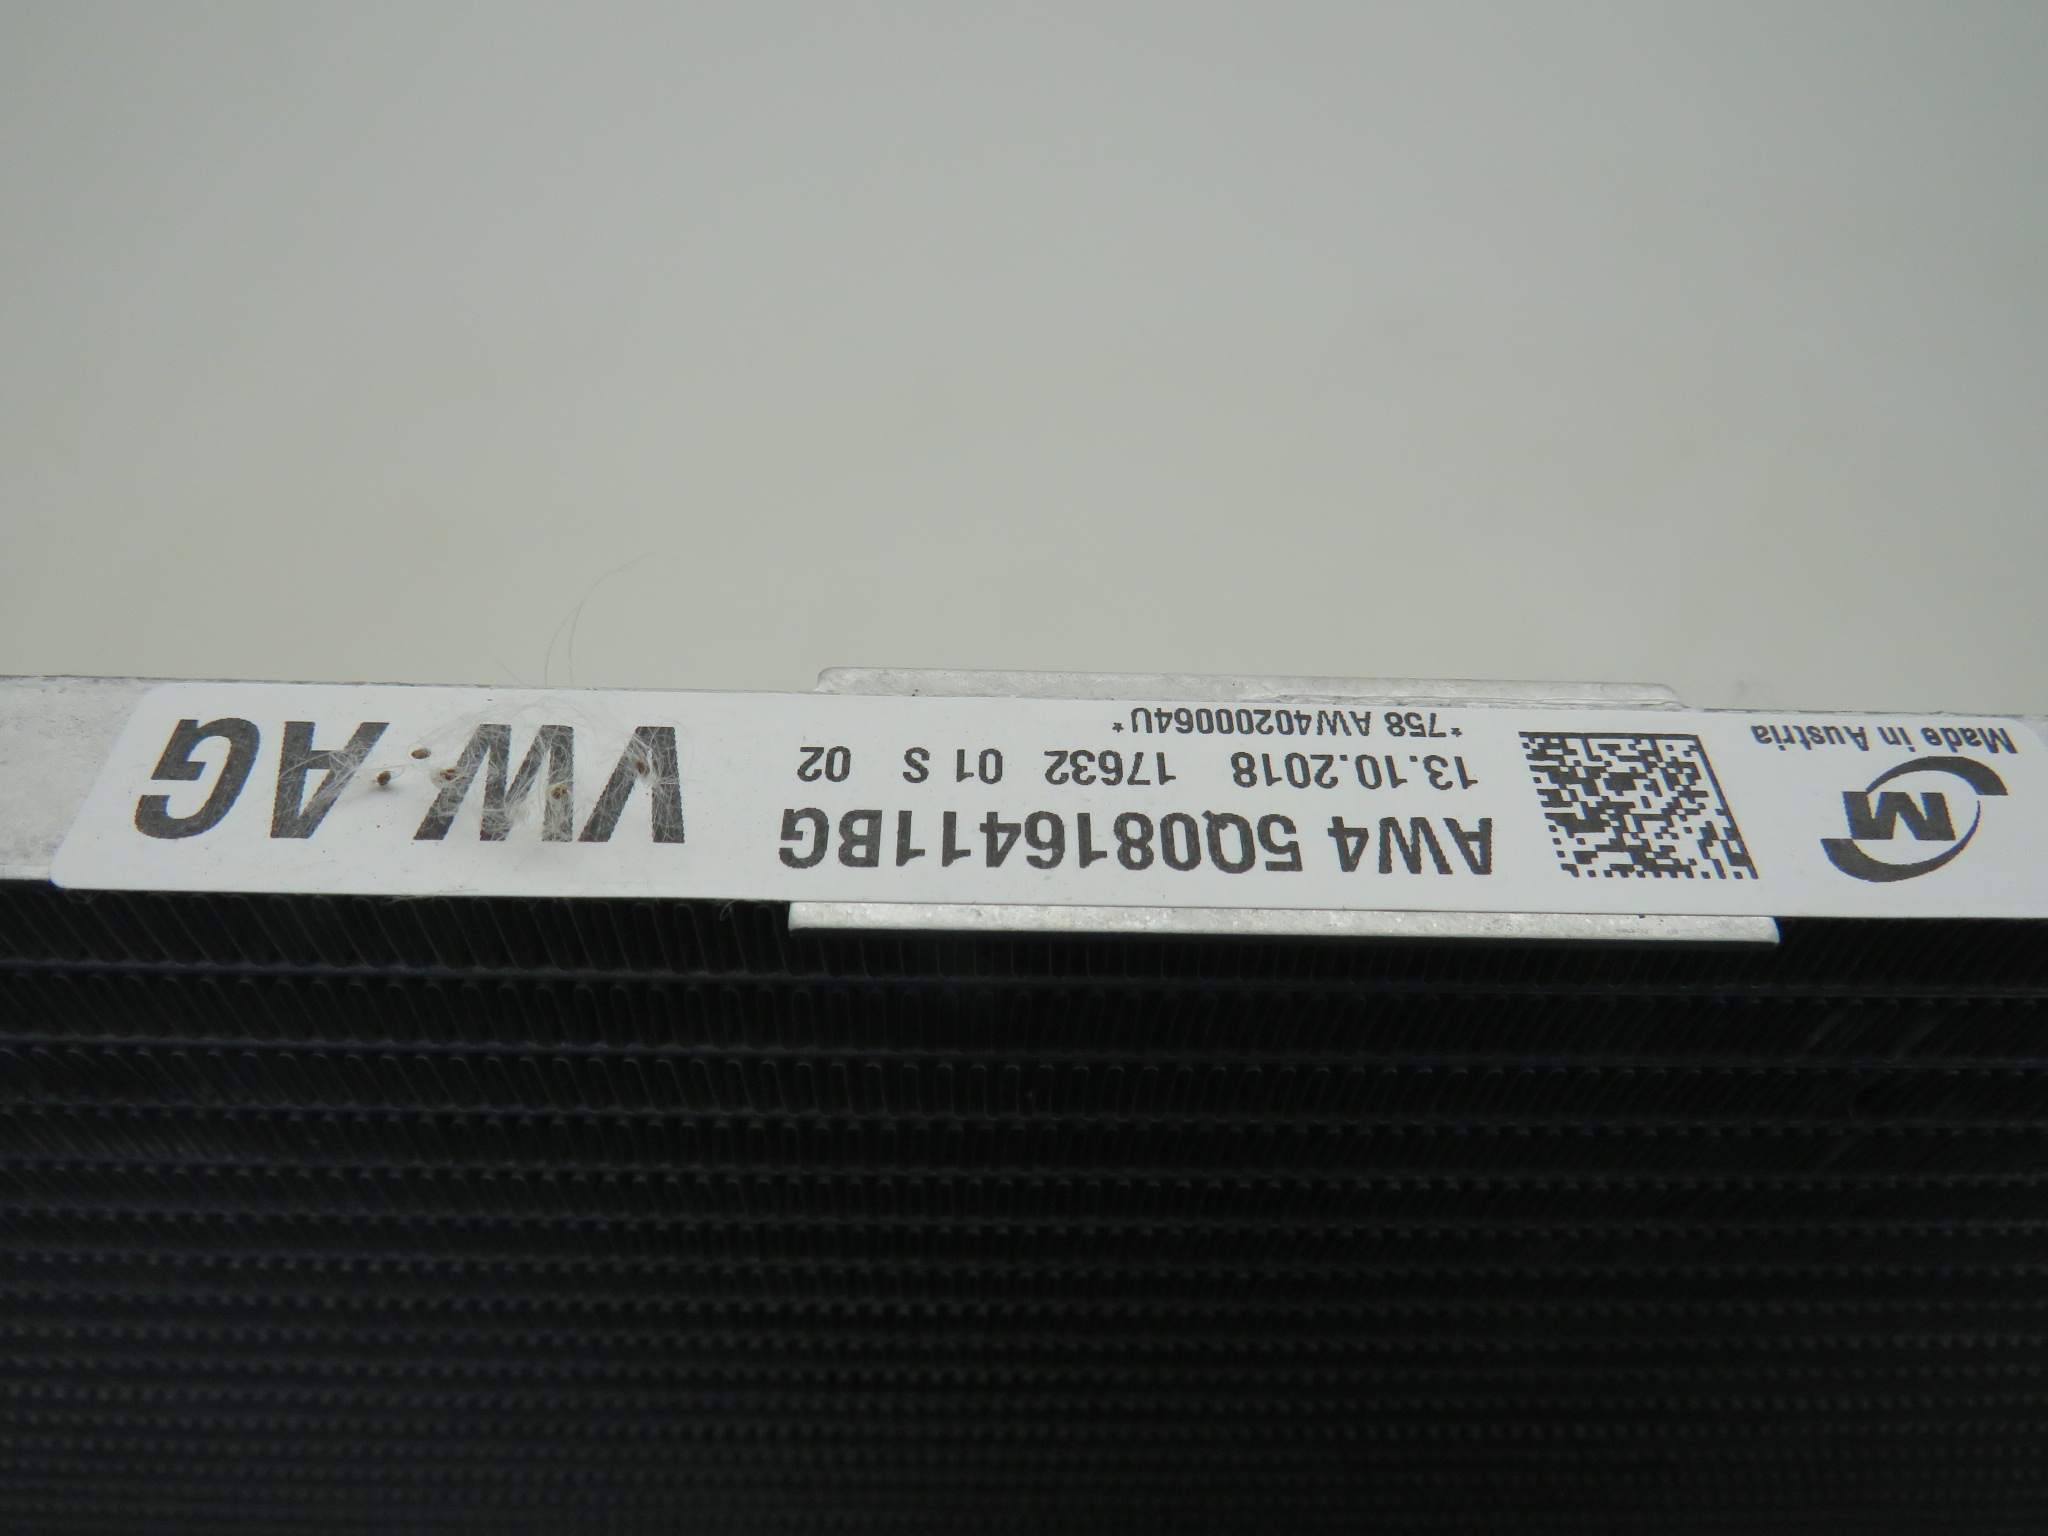 M
Made in Austria
AW4 5Q0816411BG
13.10.2018 17632 01 S 02
*758 AW40200064U*
VW AG